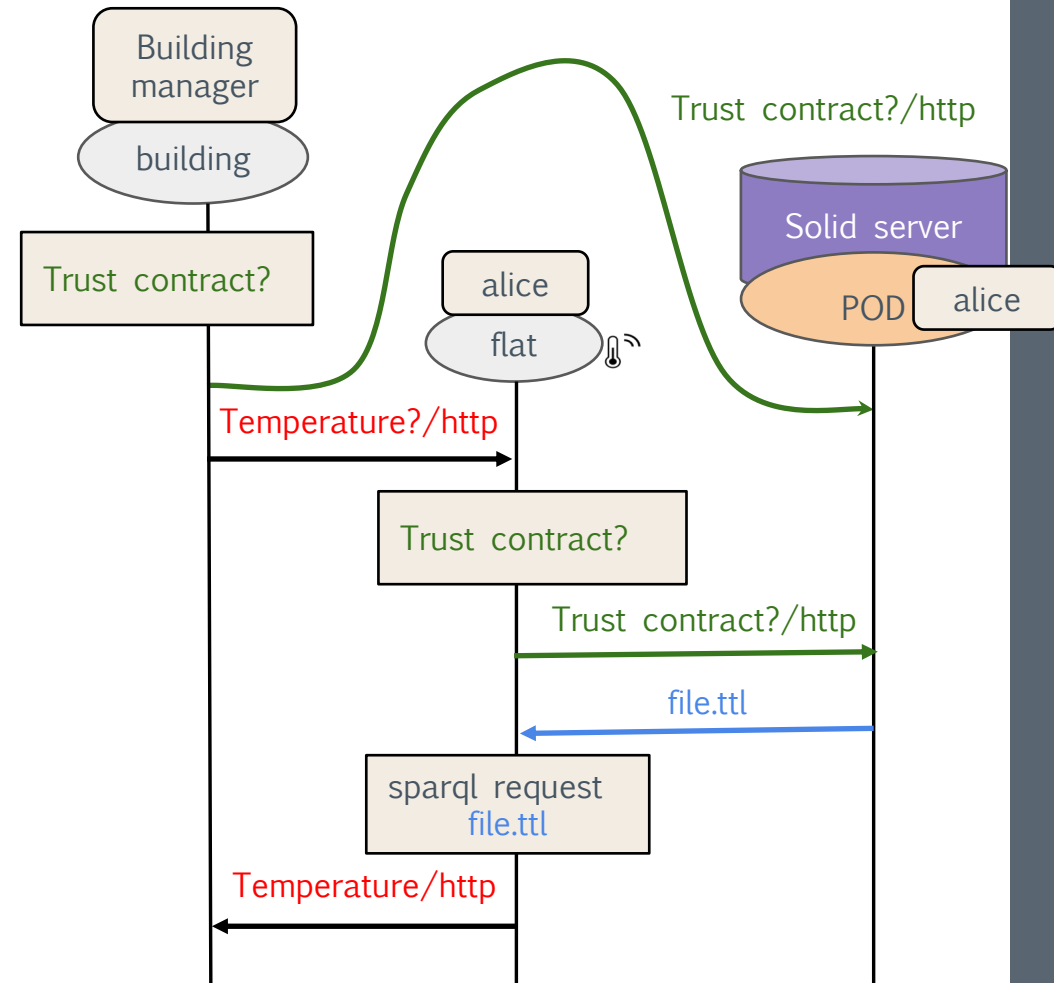 Building
manager
building
Trust contract?/http
Solid server
POD
alice
Trust contract?
alice
flat
Temperature?/http
Trust contract?
Trust contract?/http
file.ttl
sparql request
file.ttl
Temperature/http